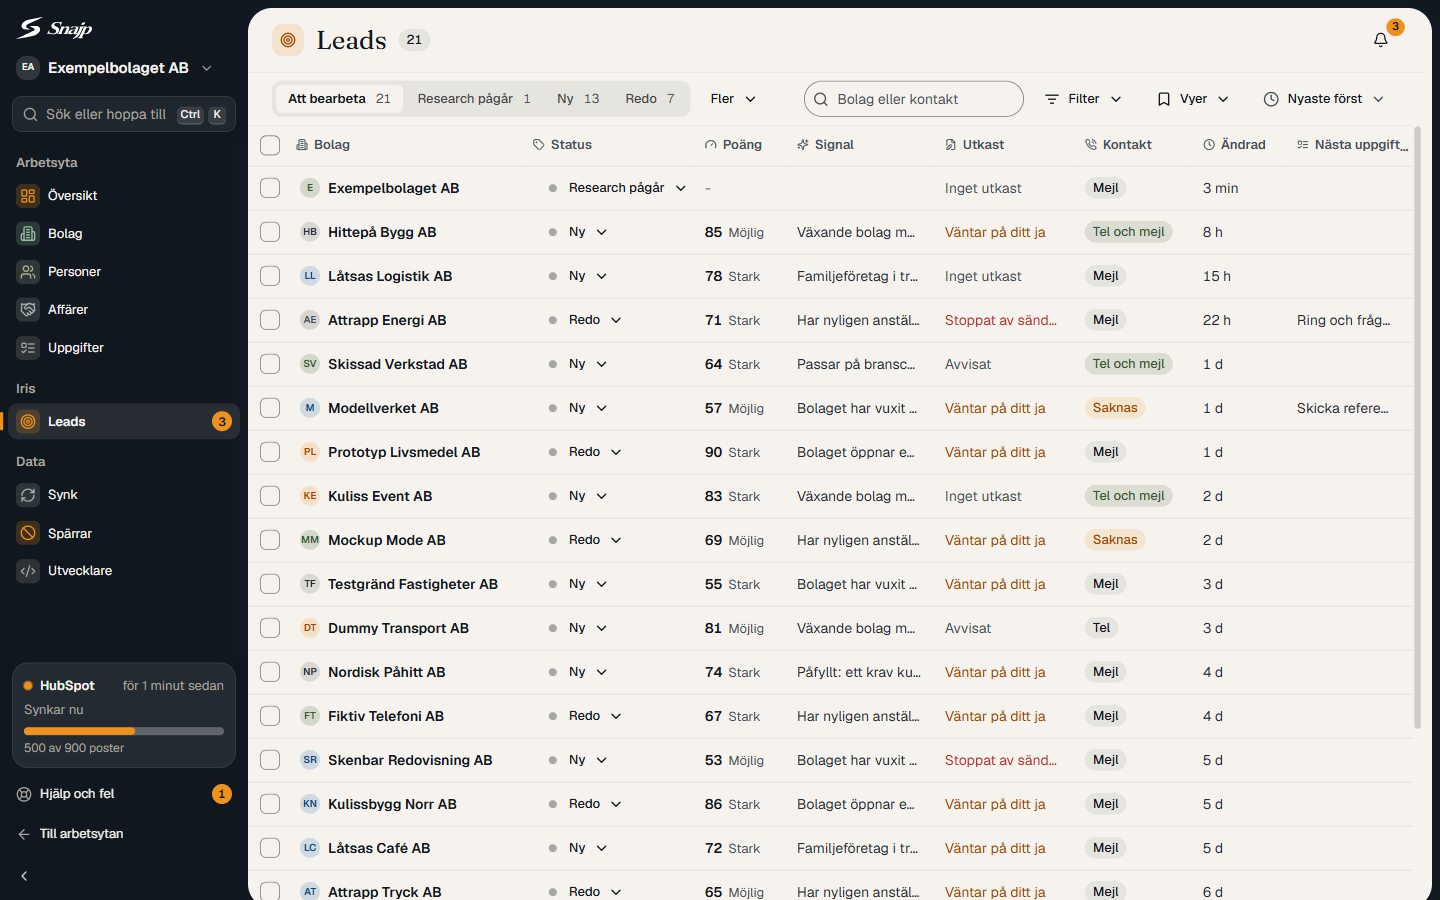 Snajp
EA Exempelbolaget AB
Sök eller hoppa till Ctrl K
Arbetsyta
Översikt
Bolag
Personer
Affärer
Uppgifter
Iris
Leads 3
Data
Synk
Spärrar
Utvecklare
HubSpot för 1 minut sedan
Synkar nu
500 av 900 poster
Hjälp och fel 1
Till arbetsytan
Leads 21
3
Att bearbeta 21 Research pågår 1 Ny 13 Redo 7 Fler Bolag eller kontakt Filter Vyer Nyaste först
Bolag Status Poäng Signal Utkast Kontakt Ändrad Nästa uppgift...
E Exempelbolaget AB Research pågår - Inget utkast Mejl 3 min
HB Hittepå Bygg AB Ny 85 Möjlig Växande bolag m... Väntar på ditt ja Tel och mejl 8 h
LL Låtsas Logistik AB Ny 78 Stark Familjeföretag i tr... Inget utkast Mejl 15 h
AE Attrapp Energi AB Redo 71 Stark Har nyligen anstäl... Stoppat av sänd... Mejl 22 h Ring och fråg...
SV Skissad Verkstad AB Ny 64 Stark Passar på bransc... Avvisat Tel och mejl 1 d
M Modellverket AB Ny 57 Möjlig Bolaget har vuxit ... Väntar på ditt ja Saknas 1 d Skicka refere...
PL Prototyp Livsmedel AB Redo 90 Stark Bolaget öppnar e... Väntar på ditt ja Mejl 1 d
KE Kuliss Event AB Ny 83 Stark Växande bolag m... Inget utkast Tel och mejl 2 d
MM Mockup Mode AB Redo 69 Möjlig Har nyligen anstäl... Väntar på ditt ja Saknas 2 d
TF Testgränd Fastigheter AB Ny 55 Stark Bolaget har vuxit ... Väntar på ditt ja Mejl 3 d
DT Dummy Transport AB Ny 81 Möjlig Växande bolag m... Avvisat Tel 3 d
NP Nordisk Påhitt AB Ny 74 Stark Påfyllt: ett krav ku... Väntar på ditt ja Mejl 4 d
FT Fiktiv Telefoni AB Redo 67 Stark Har nyligen anstäl... Väntar på ditt ja Mejl 4 d
SR Skenbar Redovisning AB Ny 53 Möjlig Bolaget har vuxit ... Stoppat av sänd... Mejl 5 d
KN Kulissbygg Norr AB Redo 86 Stark Bolaget öppnar e... Väntar på ditt ja Mejl 5 d
LC Låtsas Café AB Ny 72 Stark Familjeföretag i tr... Väntar på ditt ja Mejl 5 d
AT Attrapp Tryck AB Redo 65 Möjlig Har nyligen anstäl... Väntar på ditt ja Mejl 6 d